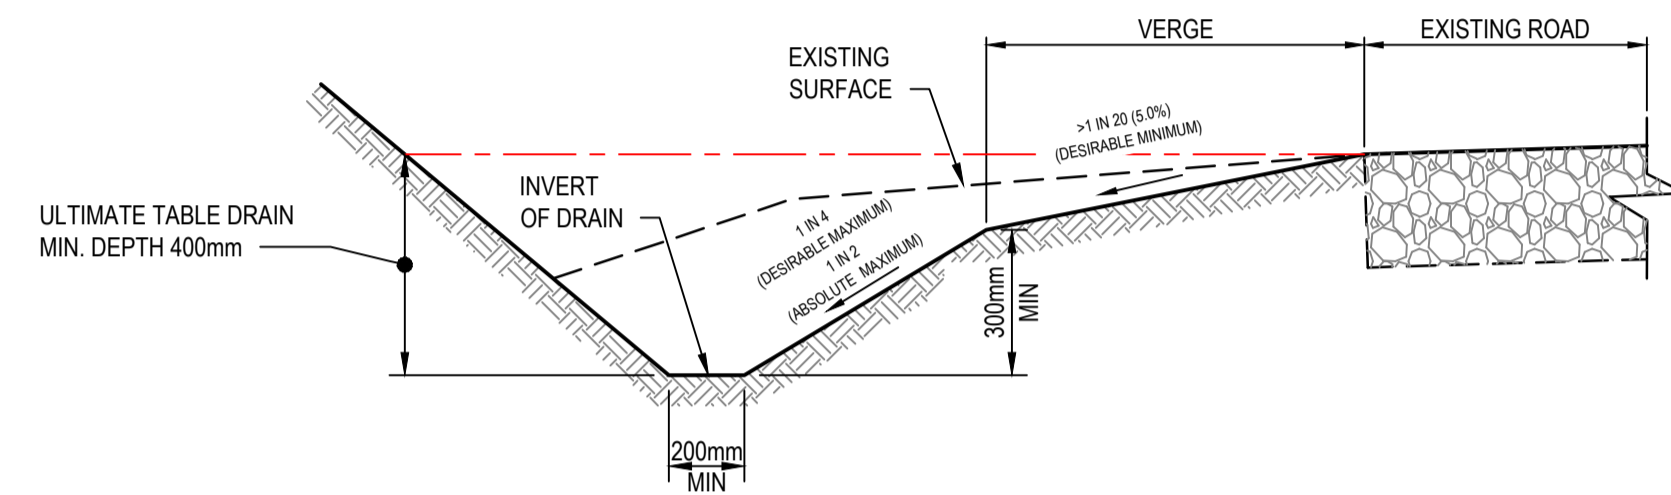 VERGE
EXISTING ROAD
EXISTING
SURFACE
>1 IN 20 (5.0%)
(DESIRABLE MINIMUM)
INVERT
OF DRAIN
ULTIMATE TABLE DRAIN
MIN. DEPTH 400mm
1 IN 4
(DESIRABLE MAXIMUM)
1 IN 2
(ABSOLUTE MAXIMUM)
300mm
MIN
200mm
MIN